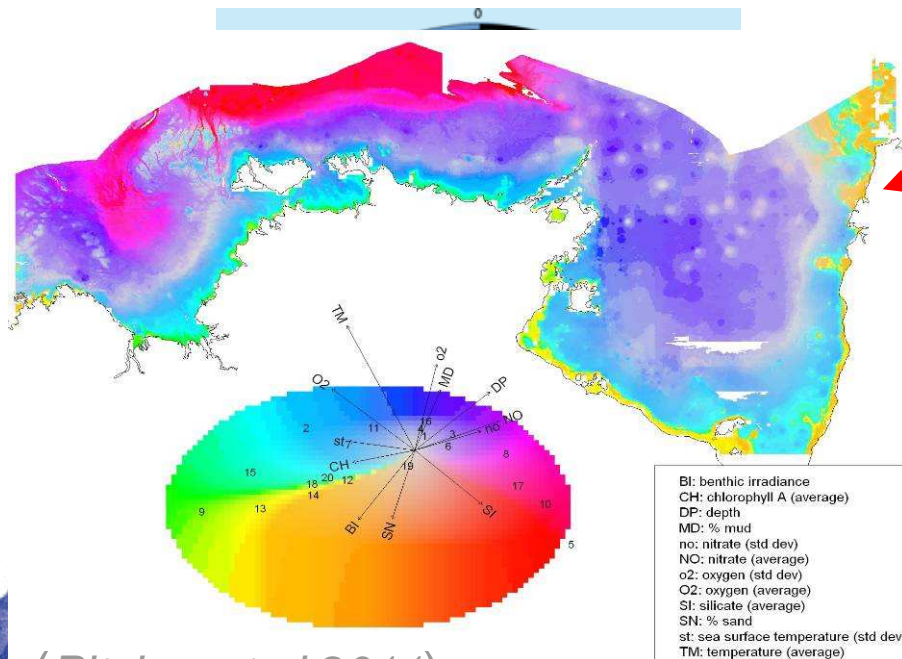 0
TM
o2
O2
MD
DP
NO
no
16
2
11
4
1
3
st
7
6
8
CH
19
15
20
12
18
14
17
9
13
10
BI
SN
SI
5
BI: benthic irradiance
CH: chlorophyll A (average)
DP: depth
MD: % mud
no: nitrate (std dev)
NO: nitrate (average)
o2: oxygen (std dev)
O2: oxygen (average)
SI: silicate (average)
SN: % sand
st: sea surface temperature (std dev
TM: temperature (average)